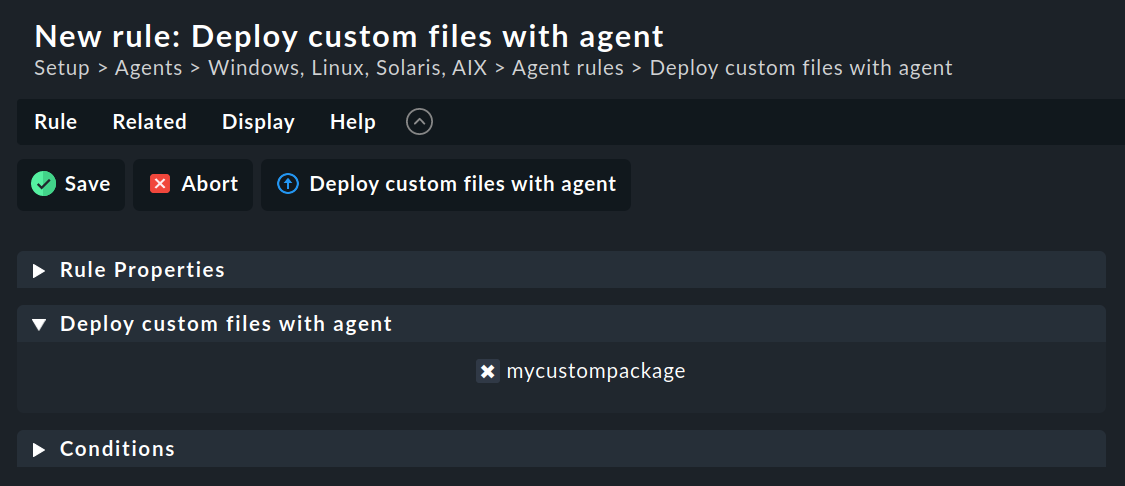 New rule: Deploy custom files with agent
Setup > Agents > Windows, Linux, Solaris, AIX > Agent rules > Deploy custom files with agent
Rule Related Display Help
Save Abort Deploy custom files with agent
Rule Properties
Deploy custom files with agent
mycustompackage
Conditions